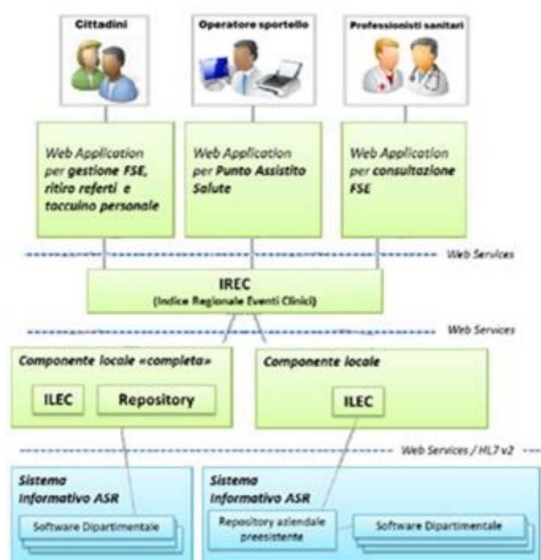 Cittadini
Operatore sportello
Professionisti sanitari
Web Application
per gestione FSE,
ritiro referti e
taccuino personale
Web Application
per Punto Assistito
Salute
Web Application
per consultazione
FSE
Web Services
IREC
(Indice Regionale Eventi Clinici)
Web Services
Componente locale «completa»
ILEC
Repository
Componente locale
ILEC
Web Services / HL7 v2
Sistema
Informativo ASR
Software Dipartimentale
Sistema
Informativo ASR
Repository aziendale
preesistente
Software Dipartimentale